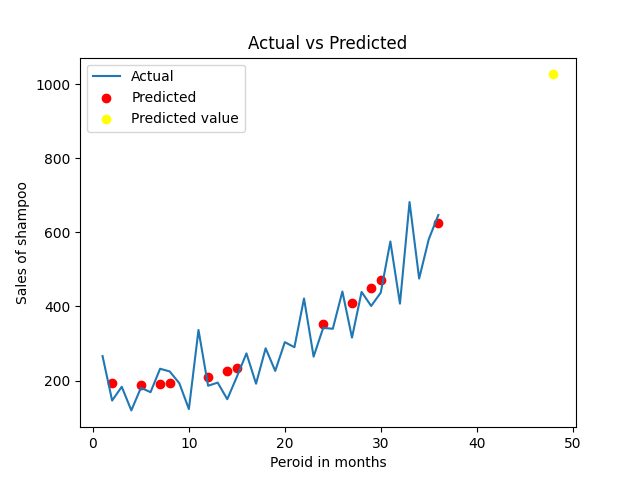 Actual vs Predicted
Actual
Predicted
Predicted value
1000
800
600
400
200
Sales of shampoo
0 10 20 30 40 50
Peroid in months